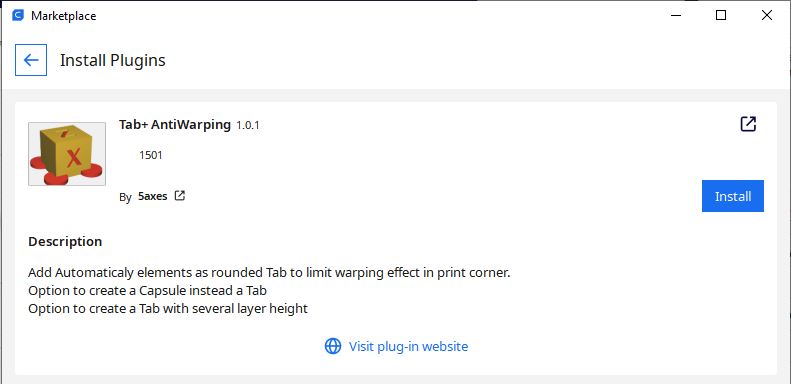 Marketplace
Install Plugins
Tab+ AntiWarping 1.0.1
1501
By 5axes
Install
Description
Add Automaticaly elements as rounded Tab to limit warping effect in print corner.
Option to create a Capsule instead a Tab
Option to create a Tab with several layer height
Visit plug-in website